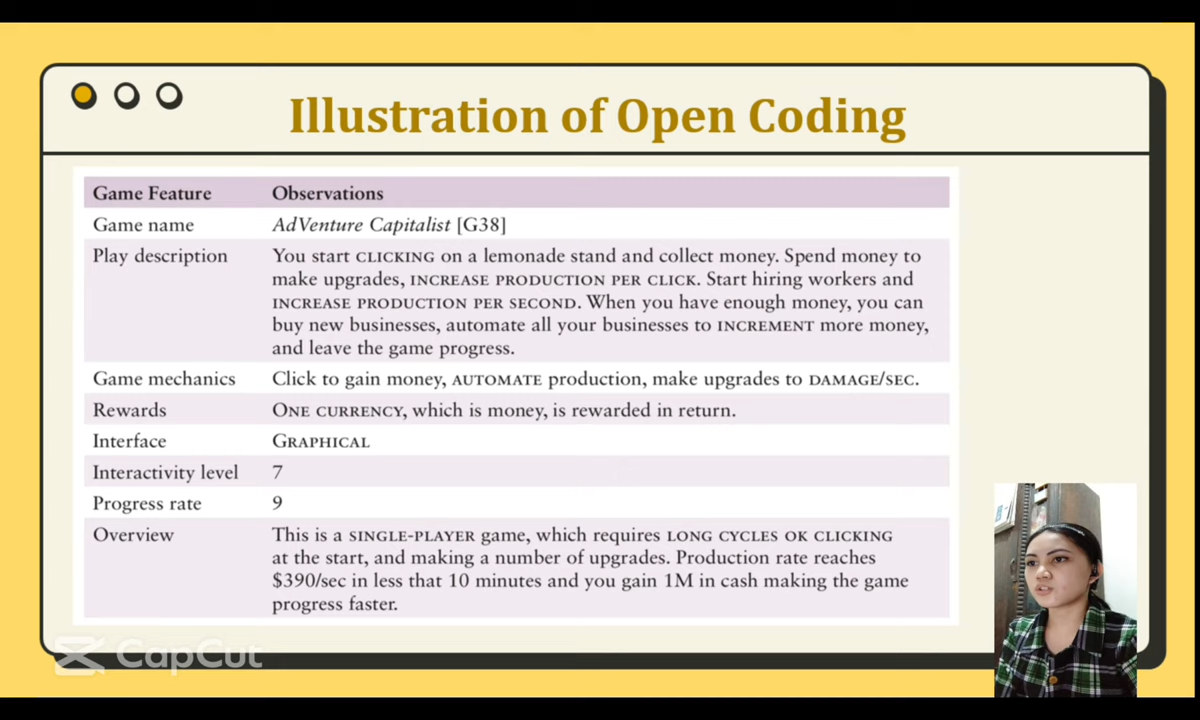 Illustration of Open Coding
Game Feature Observations
Game name AdVenture Capitalist [G38]
Play description You start CLICKING on a lemonade stand and collect money. Spend money to
make upgrades, INCREASE PRODUCTION PER CLICK. Start hiring workers and
INCREASE PRODUCTION PER SECOND. When you have enough money, you can
buy new businesses, automate all your businesses to INCREMENT more money,
and leave the game progress.
Game mechanics Click to gain money, AUTOMATE production, make upgrades to DAMAGE/SEC.
Rewards ONE CURRENCY, which is money, is rewarded in return.
Interface GRAPHICAL
Interactivity level 7
Progress rate 9
Overview This is a SINGLE-PLAYER game, which requires LONG CYCLES OK CLICKING
at the start, and making a number of upgrades. Production rate reaches
$390/sec in less that 10 minutes and you gain 1M in cash making the game
progress faster.
CapCut